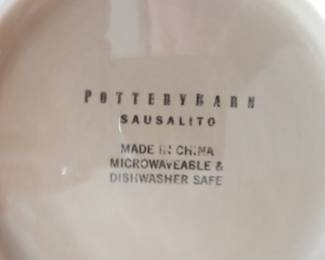 POTTERYBARN
SAUSALITO
MADE IN CHINA
MICROWAVEABLE &
DISHWASHER SAFE